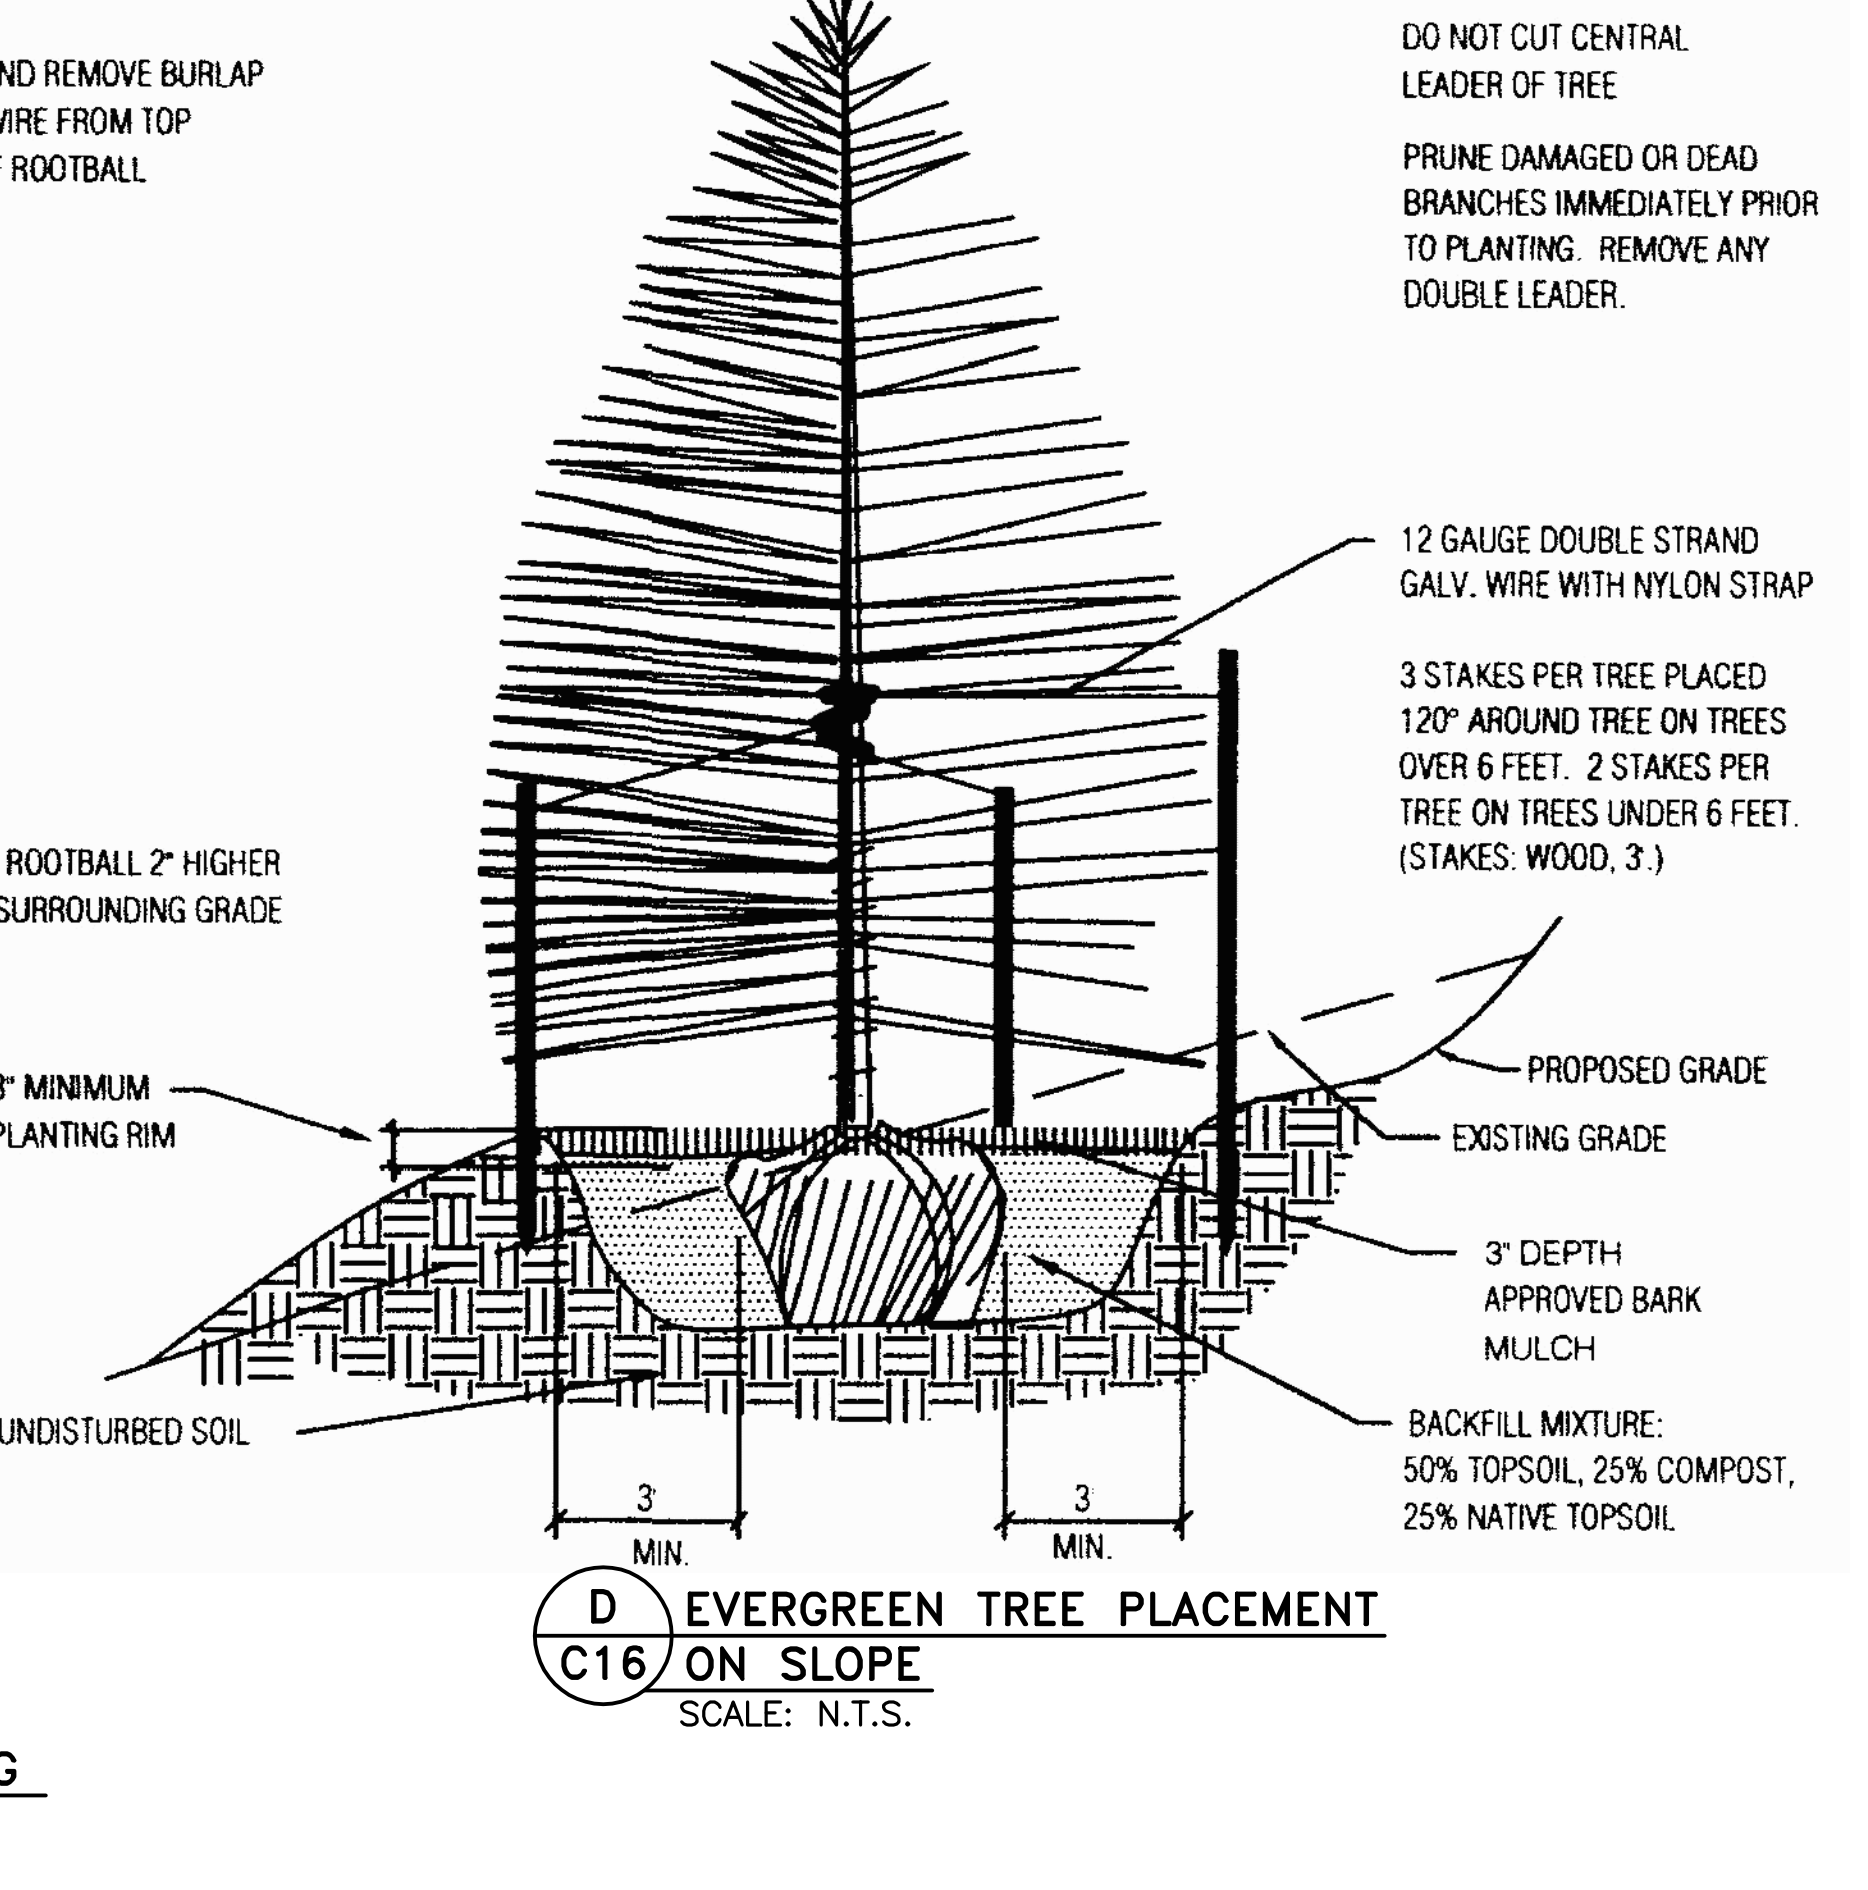 ND REMOVE BURLAP
WIRE FROM TOP
F ROOTBALL
ROOTBALL 2" HIGHER
SURROUNDING GRADE
3" MINIMUM
PLANTING RIM
UNDISTURBED SOIL
DO NOT CUT CENTRAL
LEADER OF TREE
PRUNE DAMAGED OR DEAD
BRANCHES IMMEDIATELY PRIOR
TO PLANTING. REMOVE ANY
DOUBLE LEADER.
12 GAUGE DOUBLE STRAND
GALV. WIRE WITH NYLON STRAP
3 STAKES PER TREE PLACED
120° AROUND TREE ON TREES
OVER 6 FEET. 2 STAKES PER
TREE ON TREES UNDER 6 FEET.
(STAKES: WOOD, 3'.)
PROPOSED GRADE
EXISTING GRADE
3" DEPTH
APPROVED BARK
MULCH
BACKFILL MIXTURE:
50% TOPSOIL, 25% COMPOST,
25% NATIVE TOPSOIL
3'
MIN.
3'
MIN.
D
C16
EVERGREEN TREE PLACEMENT
ON SLOPE
SCALE: N.T.S.
G